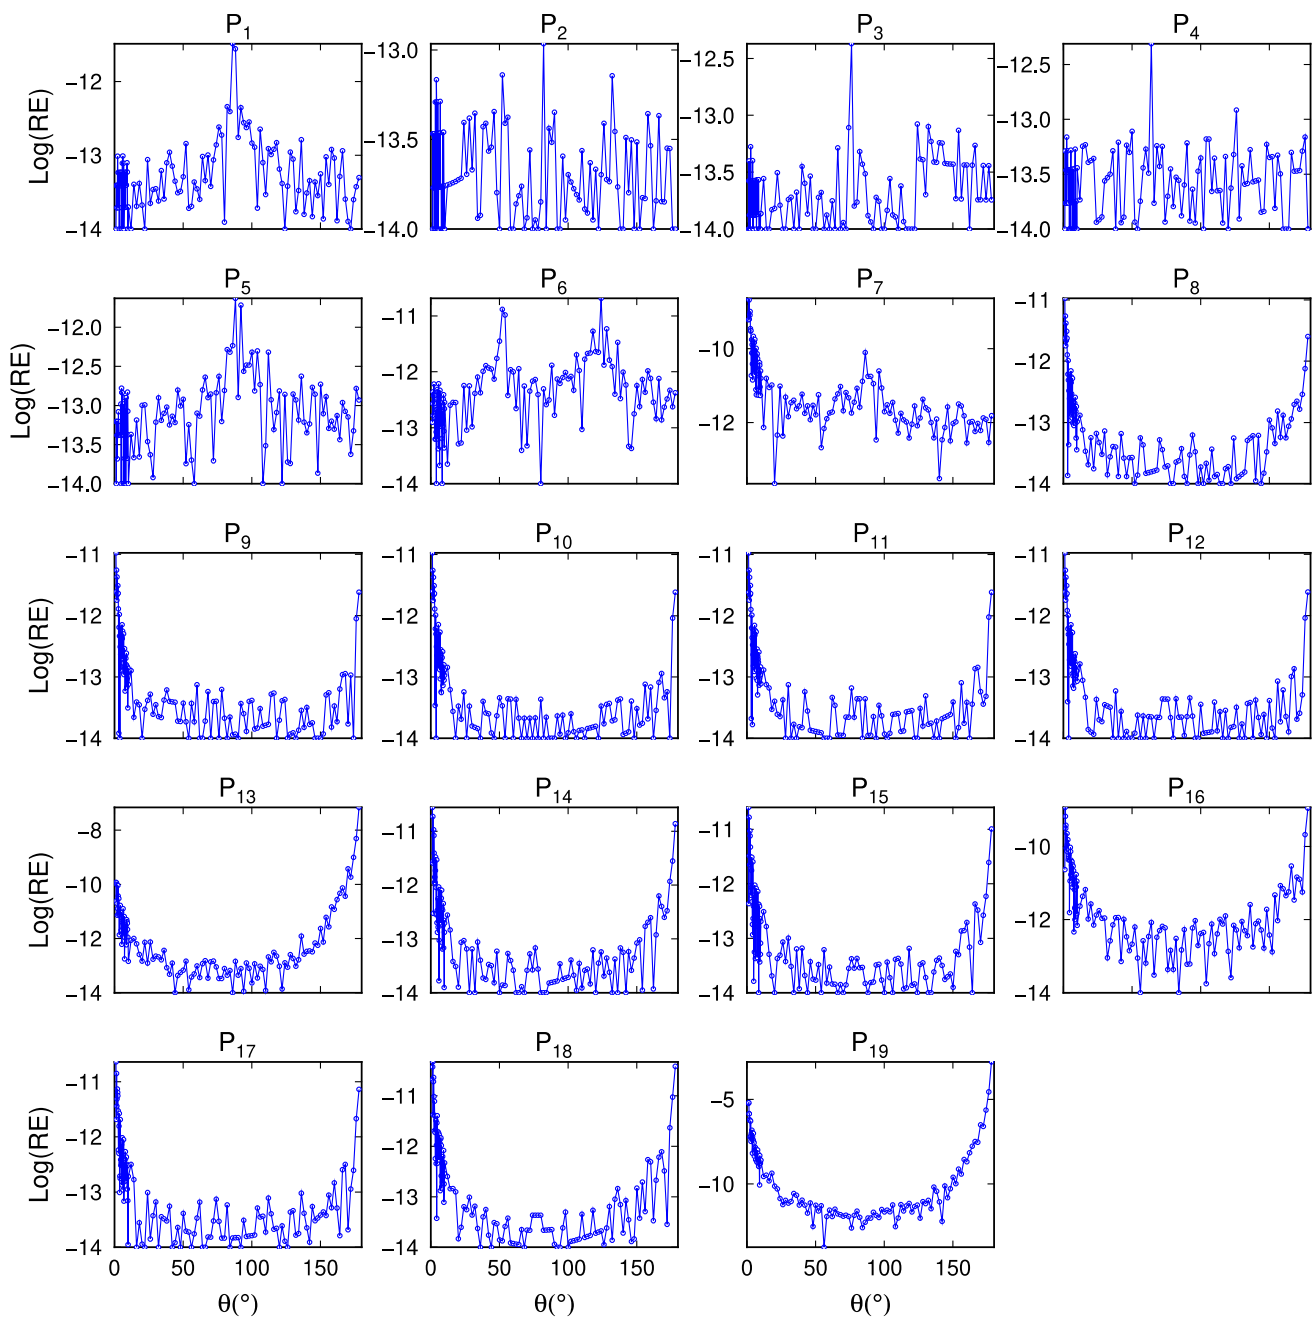 P1 P2 P3 P4
Log(RE) −12 −13 −14 −13.0 −13.5 −14.0 −12.5 −13.0 −13.5 −14.0 −12.5 −13.0 −13.5 −14.0
P5 P6 P7 P8
Log(RE) −12.0 −12.5 −13.0 −13.5 −14.0 −11 −12 −13 −14 −10 −12 −11 −12 −13 −14
P9 P10 P11 P12
Log(RE) −11 −12 −13 −14 −11 −12 −13 −14 −11 −12 −13 −14 −11 −12 −13 −14
P13 P14 P15 P16
Log(RE) −8 −10 −12 −14 −11 −12 −13 −14 −11 −12 −13 −14 −10 −12 −14
P17 P18 P19
Log(RE) −11 −12 −13 −14 −11 −12 −13 −14 −5 −10
0 50 100 150 0 50 100 150 0 50 100 150
θ(°) θ(°) θ(°)